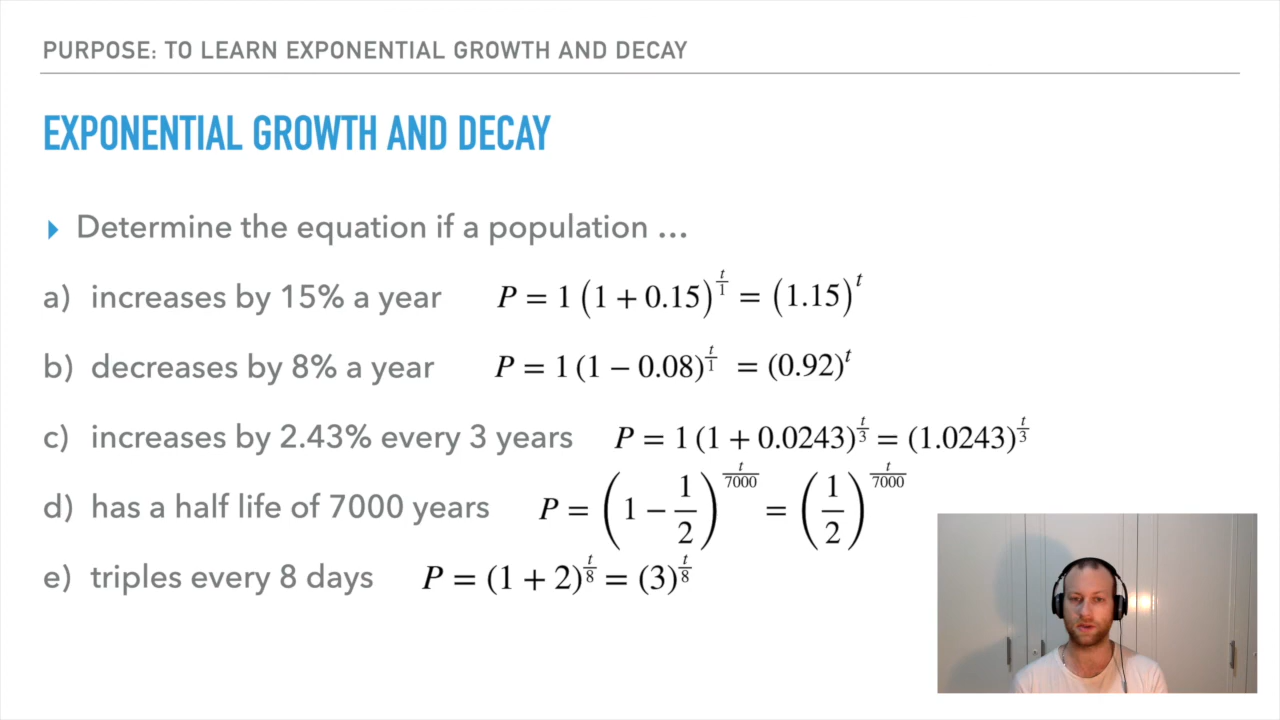 PURPOSE: TO LEARN EXPONENTIAL GROWTH AND DECAY
EXPONENTIAL GROWTH AND DECAY
Determine the equation if a population ...
a) increases by 15% a year P = 1 (1 + 0.15)^(t/1) = (1.15)^t
b) decreases by 8% a year P = 1 (1 − 0.08)^(t/1) = (0.92)^t
c) increases by 2.43% every 3 years P = 1 (1 + 0.0243)^(t/3) = (1.0243)^(t/3)
d) has a half life of 7000 years P = (1 − 1/2)^(t/7000) = (1/2)^(t/7000)
e) triples every 8 days P = (1 + 2)^(t/8) = (3)^(t/8)